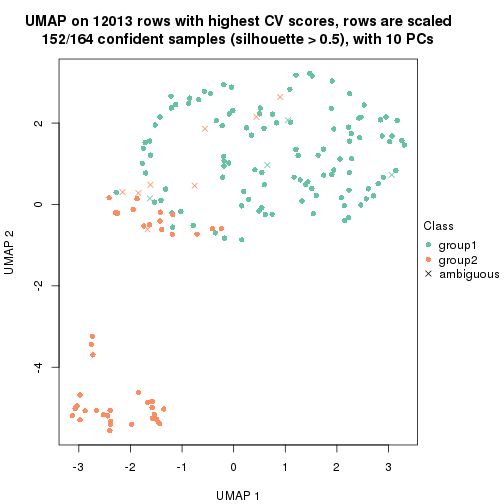 UMAP on 12013 rows with highest CV scores, rows are scaled
152/164 confident samples (silhouette > 0.5), with 10 PCs
2
0
-2
-4
UMAP 2
-3 -2 -1 0 1 2 3
UMAP 1
Class
group1
group2
ambiguous